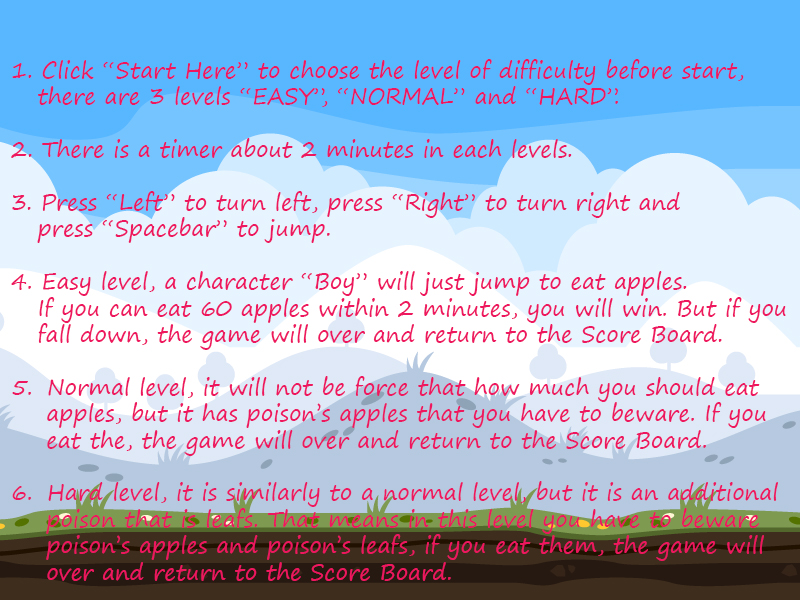 1. Click “Start Here” to choose the level of difficulty before start,
there are 3 levels “EASY”, “NORMAL” and “HARD”.
2. There is a timer about 2 minutes in each levels.
3. Press “Left” to turn left, press “Right” to turn right and
press “Spacebar” to jump.
4. Easy level, a character “Boy” will just jump to eat apples.
If you can eat 60 apples within 2 minutes, you will win. But if you
fall down, the game will over and return to the Score Board.
5. Normal level, it will not be force that how much you should eat
apples, but it has poison’s apples that you have to beware. If you
eat the, the game will over and return to the Score Board.
6. Hard level, it is similarly to a normal level, but it is an additional
poison that is leafs. That means in this level you have to beware
poison’s apples and poison’s leafs, if you eat them, the game will
over and return to the Score Board.